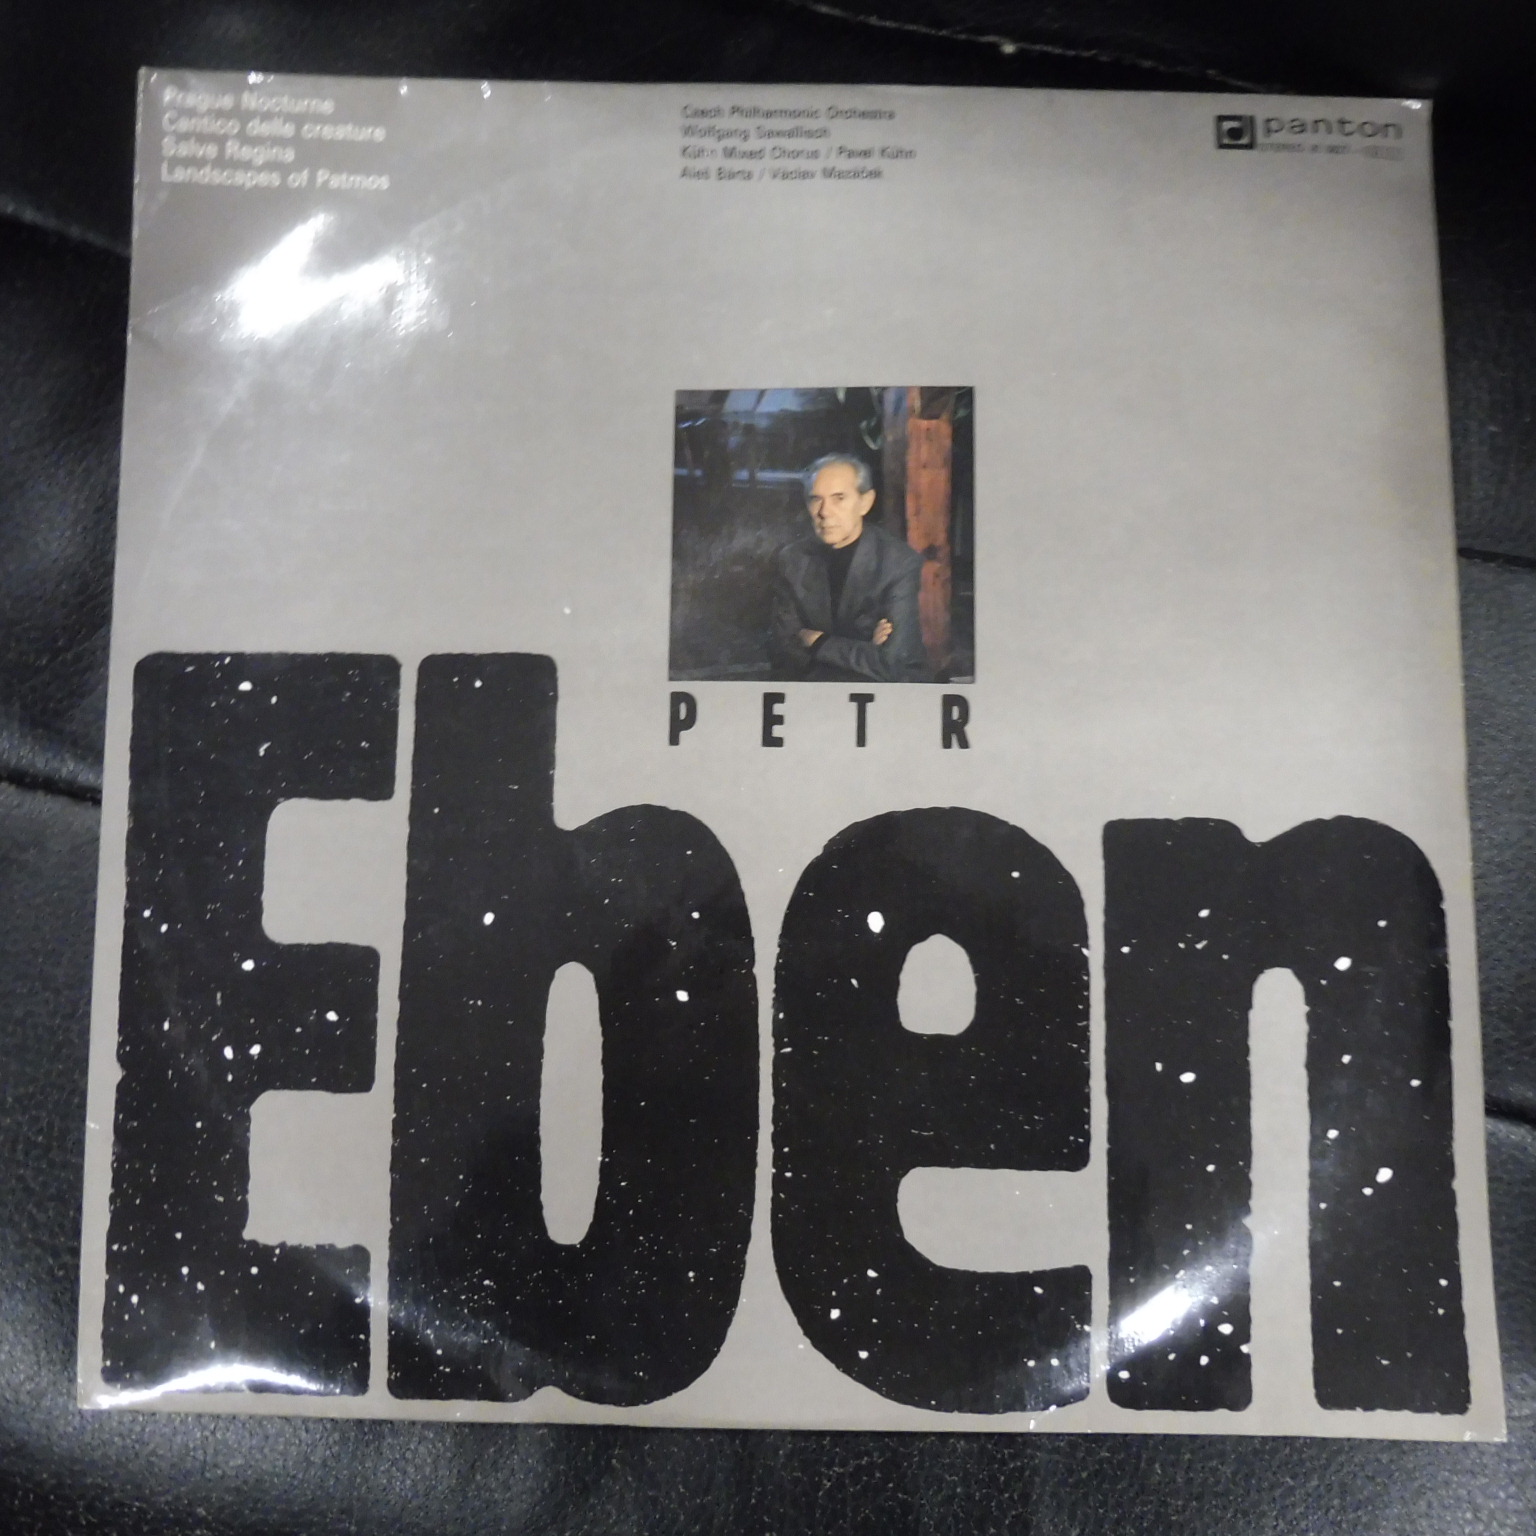 Prague Nocturne
Cantico delle creature
Salve Regina
Landscapes of Patmos
Czech Philharmonic Orchestra
Wolfgang Sawallisch
Kühn Mixed Chorus / Pavel Kühn
Aleš Bárta / Václav Mazáček
panton
STEREO
PETR
Eben